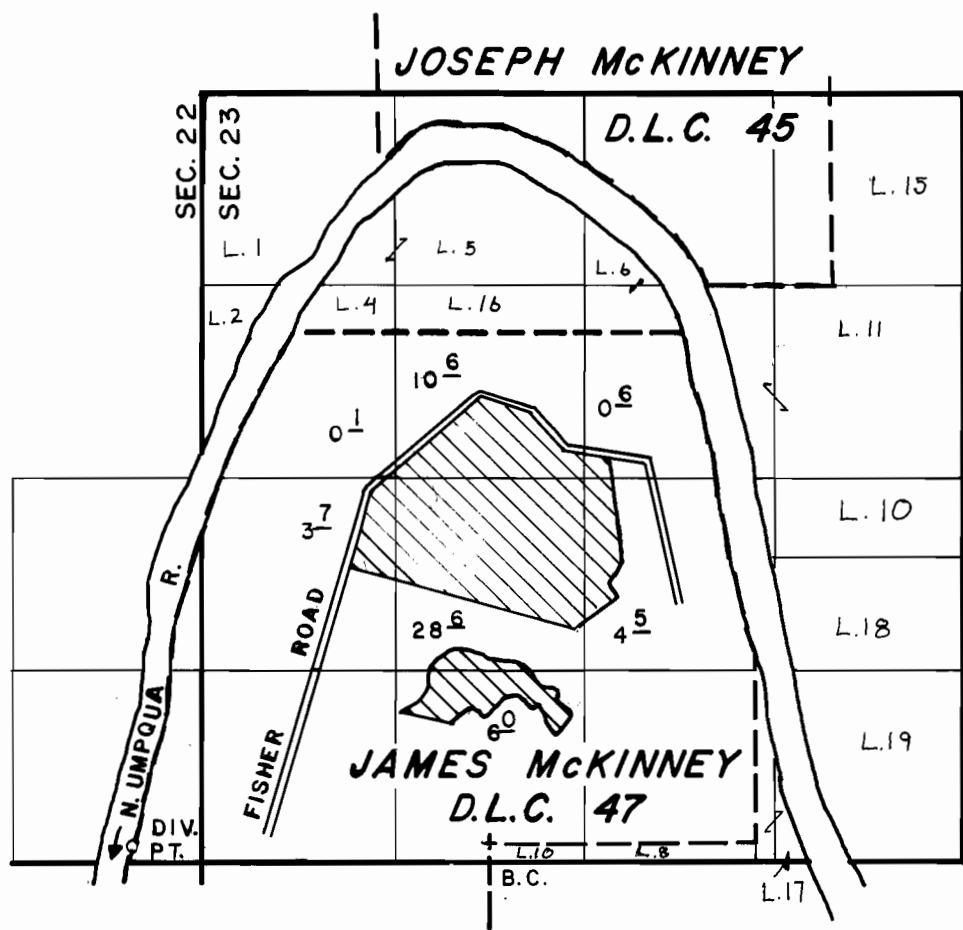 JOSEPH McKINNEY
D.L.C. 45
SEC. 22
SEC. 23
L.15
L.1
L.5
L.6
L.2
L.4
L.16
L.11
10 6
0 6
0 1
3 7
L.10
R.
ROAD
28 6
4 5
L.18
N. UMPQUA
6 0
L.19
FISHER
JAMES McKINNEY
D.L.C. 47
DIV.
PT.
L.10
L.8
B.C.
L.17